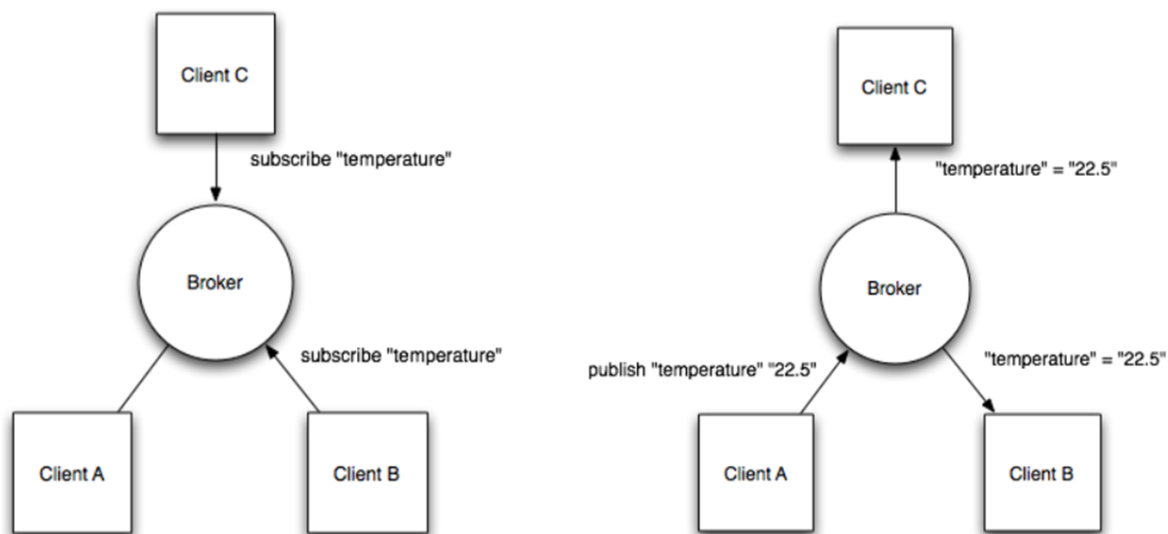 Client C
subscribe "temperature"
Broker
subscribe "temperature"
Client A
Client B
Client C
"temperature" = "22.5"
Broker
publish "temperature" "22.5"
"temperature" = "22.5"
Client A
Client B